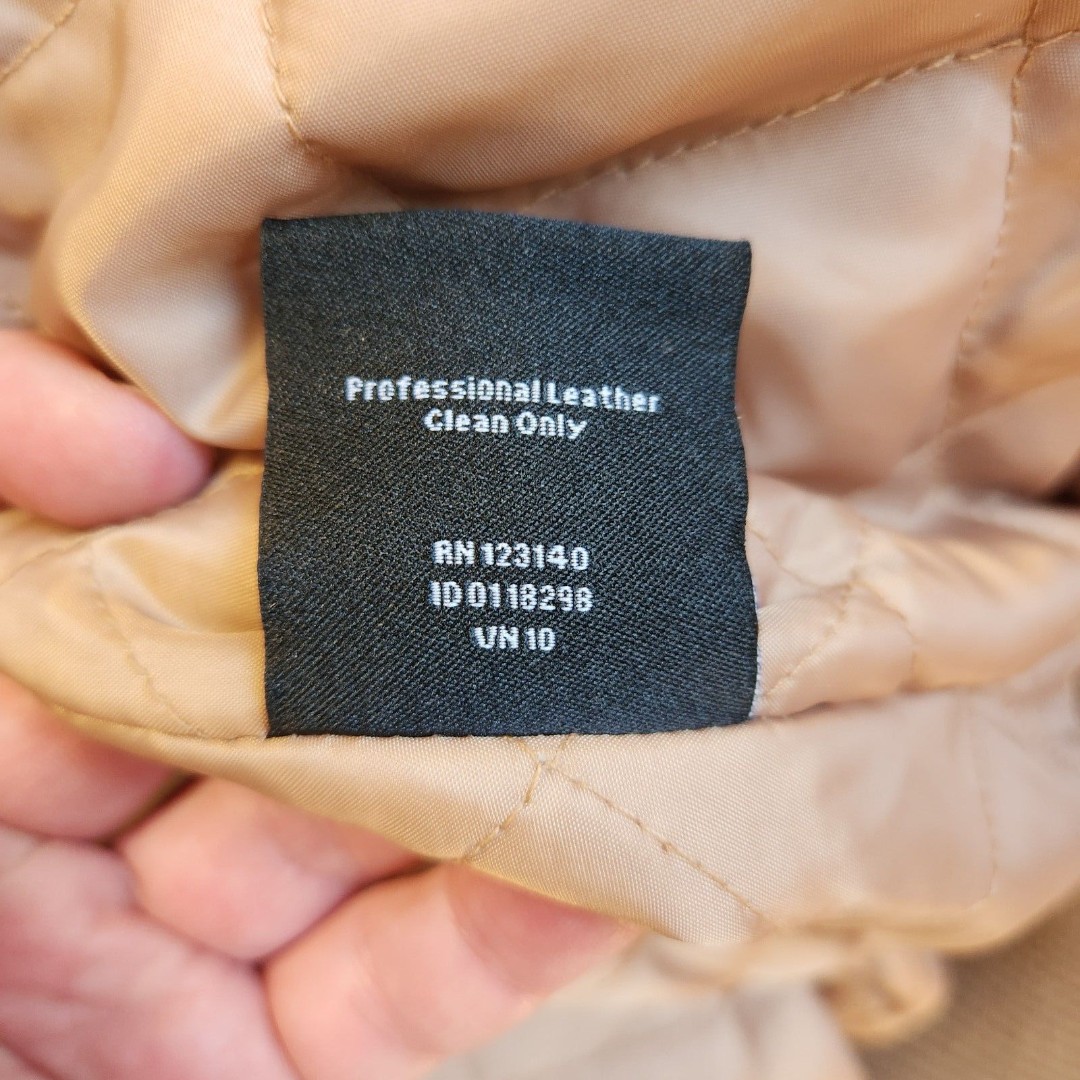 Professional Leather
Clean Only
RN 123140
ID 0118298
VN 10